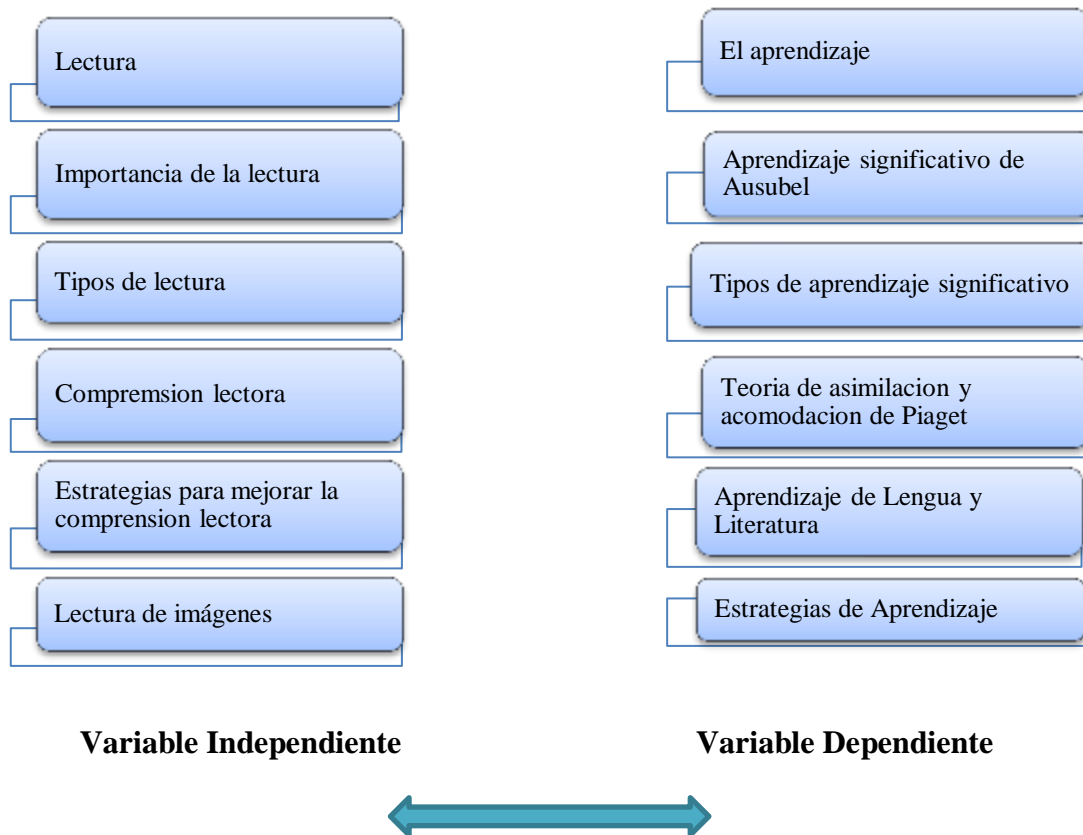 Lectura
Importancia de la lectura
Tipos de lectura
Compremsion lectora
Estrategias para mejorar la
comprension lectora
Lectura de imágenes
Variable Independiente
El aprendizaje
Aprendizaje significativo de
Ausubel
Tipos de aprendizaje significativo
Teoria de asimilacion y
acomodacion de Piaget
Aprendizaje de Lengua y
Literatura
Estrategias de Aprendizaje
Variable Dependiente